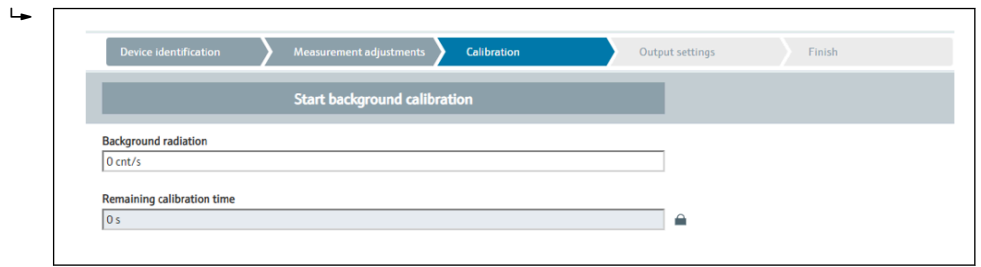 Device identification Measurement adjustments Calibration Output settings Finish
Start background calibration
Background radiation
0 cnt/s
Remaining calibration time
0 s